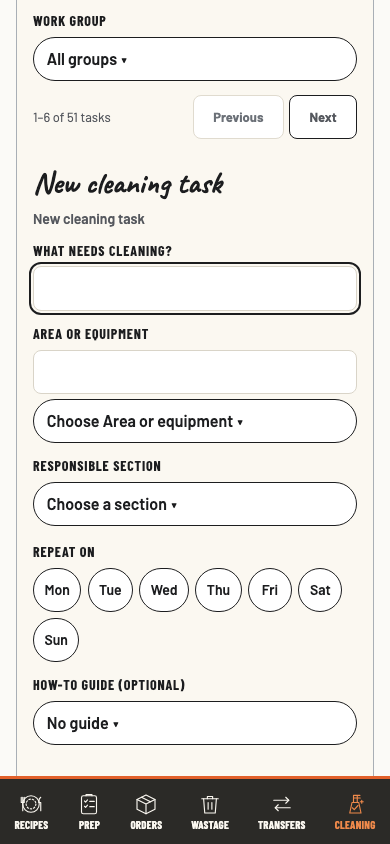 WORK GROUP
All groups ▾
1–6 of 51 tasks
Previous
Next
New cleaning task
New cleaning task
WHAT NEEDS CLEANING?
AREA OR EQUIPMENT
Choose Area or equipment ▾
RESPONSIBLE SECTION
Choose a section ▾
REPEAT ON
Mon Tue Wed Thu Fri Sat
Sun
HOW-TO GUIDE (OPTIONAL)
No guide ▾
RECIPES PREP ORDERS WASTAGE TRANSFERS CLEANING